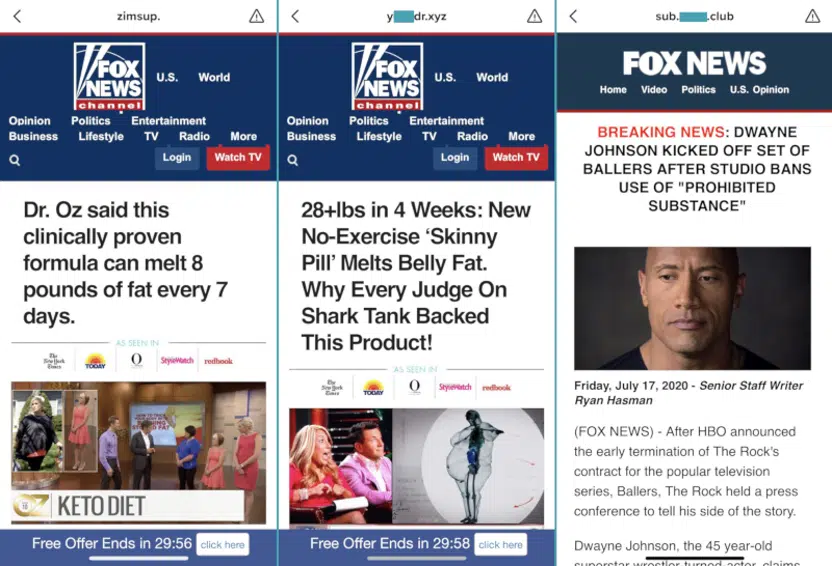 zimsup.
FOX
NEWS
channel
U.S. World
Opinion Politics Entertainment
Business Lifestyle TV Radio More
Login Watch TV
Dr. Oz said this
clinically proven
formula can melt 8
pounds of fat every 7
days.
AS SEEN IN
The
New York
Times
TODAY
O
StyleWatch
redbook
KETO DIET
Free Offer Ends in 29:56 click here
y dr.xyz
FOX
NEWS
channel
U.S. World
Opinion Politics Entertainment
Business Lifestyle TV Radio More
Login Watch TV
28+lbs in 4 Weeks: New
No-Exercise ‘Skinny
Pill’ Melts Belly Fat.
Why Every Judge On
Shark Tank Backed
This Product!
AS SEEN IN
The
New York
Times
TODAY
O
StyleWatch
redbook
Free Offer Ends in 29:58 click here
sub. .club
FOX NEWS
Home Video Politics U.S. Opinion
BREAKING NEWS: DWAYNE
JOHNSON KICKED OFF SET OF
BALLERS AFTER STUDIO BANS
USE OF "PROHIBITED
SUBSTANCE"
Friday, July 17, 2020 - Senior Staff Writer
Ryan Hasman
(FOX NEWS) - After HBO announced
the early termination of The Rock's
contract for the popular television
series, Ballers, The Rock held a press
conference to tell his side of the story.
Dwayne Johnson, the 45 year-old
superstar wrestler-turned-actor, claims